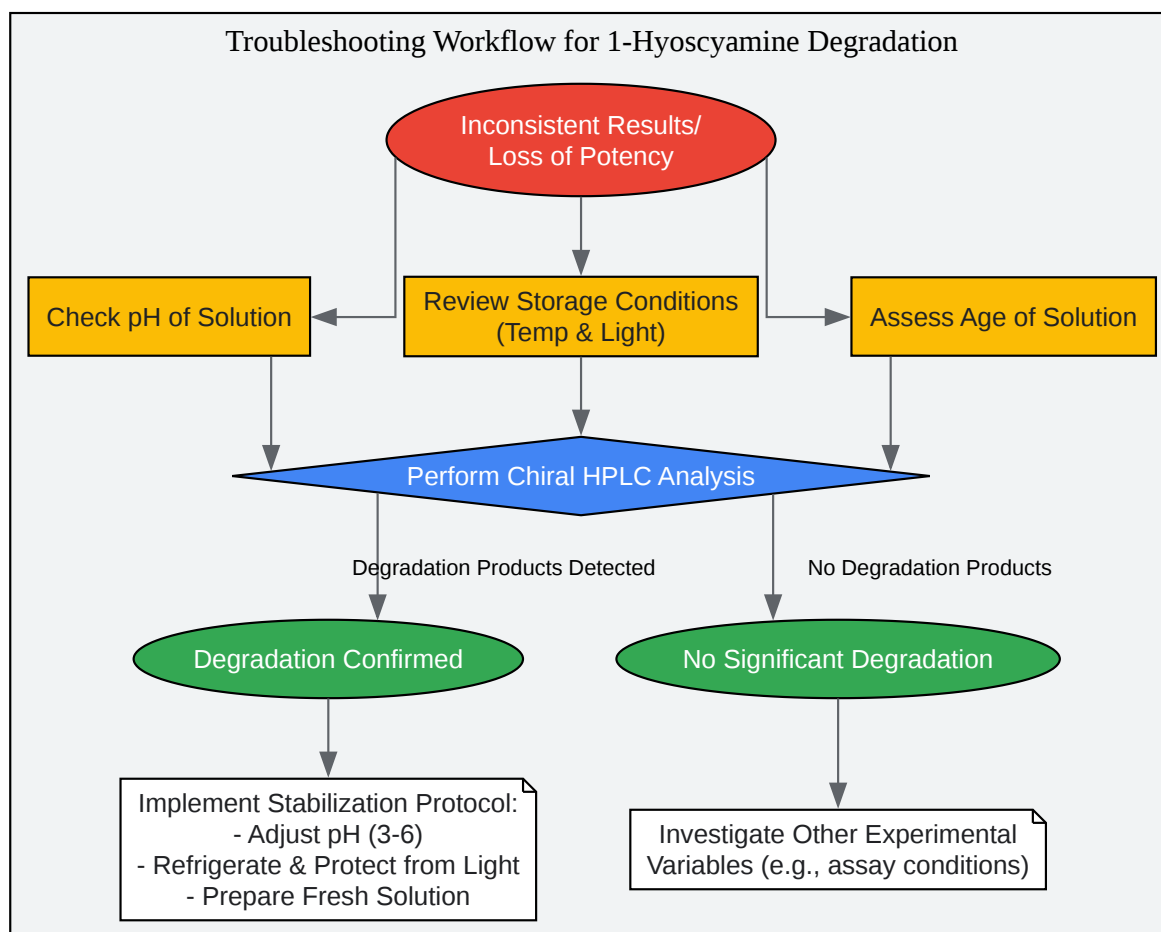 Troubleshooting Workflow for 1-Hyoscyamine Degradation
Inconsistent Results/
Loss of Potency
Check pH of Solution
Review Storage Conditions
(Temp & Light)
Assess Age of Solution
Perform Chiral HPLC Analysis
Degradation Products Detected
No Degradation Products
Degradation Confirmed
No Significant Degradation
Implement Stabilization Protocol:
- Adjust pH (3-6)
- Refrigerate & Protect from Light
- Prepare Fresh Solution
Investigate Other Experimental
Variables (e.g., assay conditions)